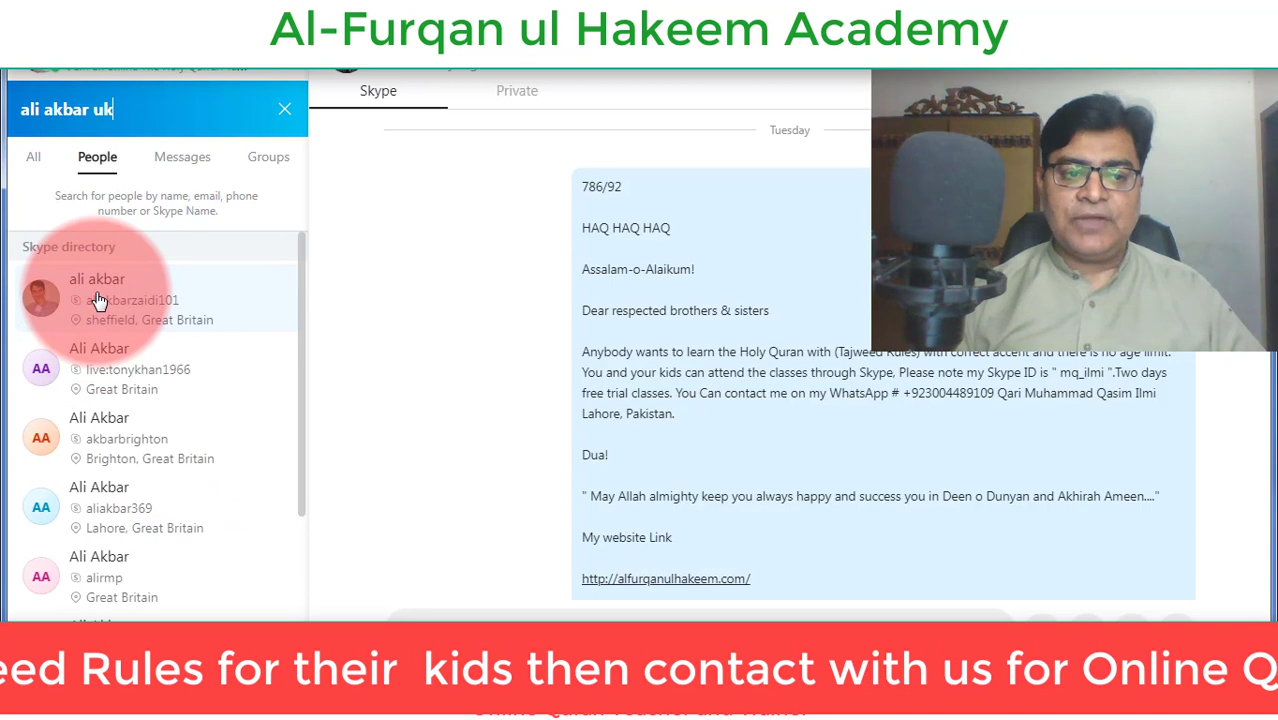 Al-Furqan ul Hakeem Academy
ali akbar uk
All
People
Messages
Groups
Search for people by name, email, phone
number or Skype Name.
Skype directory
ali akbar
sheffield, Great Britain
Ali Akbar
live:tonykhan1966
Great Britain
AA
Ali Akbar
akbarbrighton
Brighton, Great Britain
AA
Ali Akbar
aliakbar369
Lahore, Great Britain
AA
Ali Akbar
alirmp
Great Britain
AA
Skype
Private
Tuesday
786/92
HAQ HAQ HAQ
Assalam-o-Alaikum!
Dear respected brothers & sisters
Anybody wants to learn the Holy Quran with (Tajweed Rules) with correct accent and there is no age limit.
You and your kids can attend the classes through Skype, Please note my Skype ID is " mq_ilmi ".Two days
free trial classes. You Can contact me on my WhatsApp # +923004489109 Qari Muhammad Qasim Ilmi
Lahore, Pakistan.
Dua!
" May Allah almighty keep you always happy and success you in Deen o Dunyan and Akhirah Ameen...."
My website Link
http://alfurqanulhakeem.com/
eed Rules for their kids then contact with us for Online Q